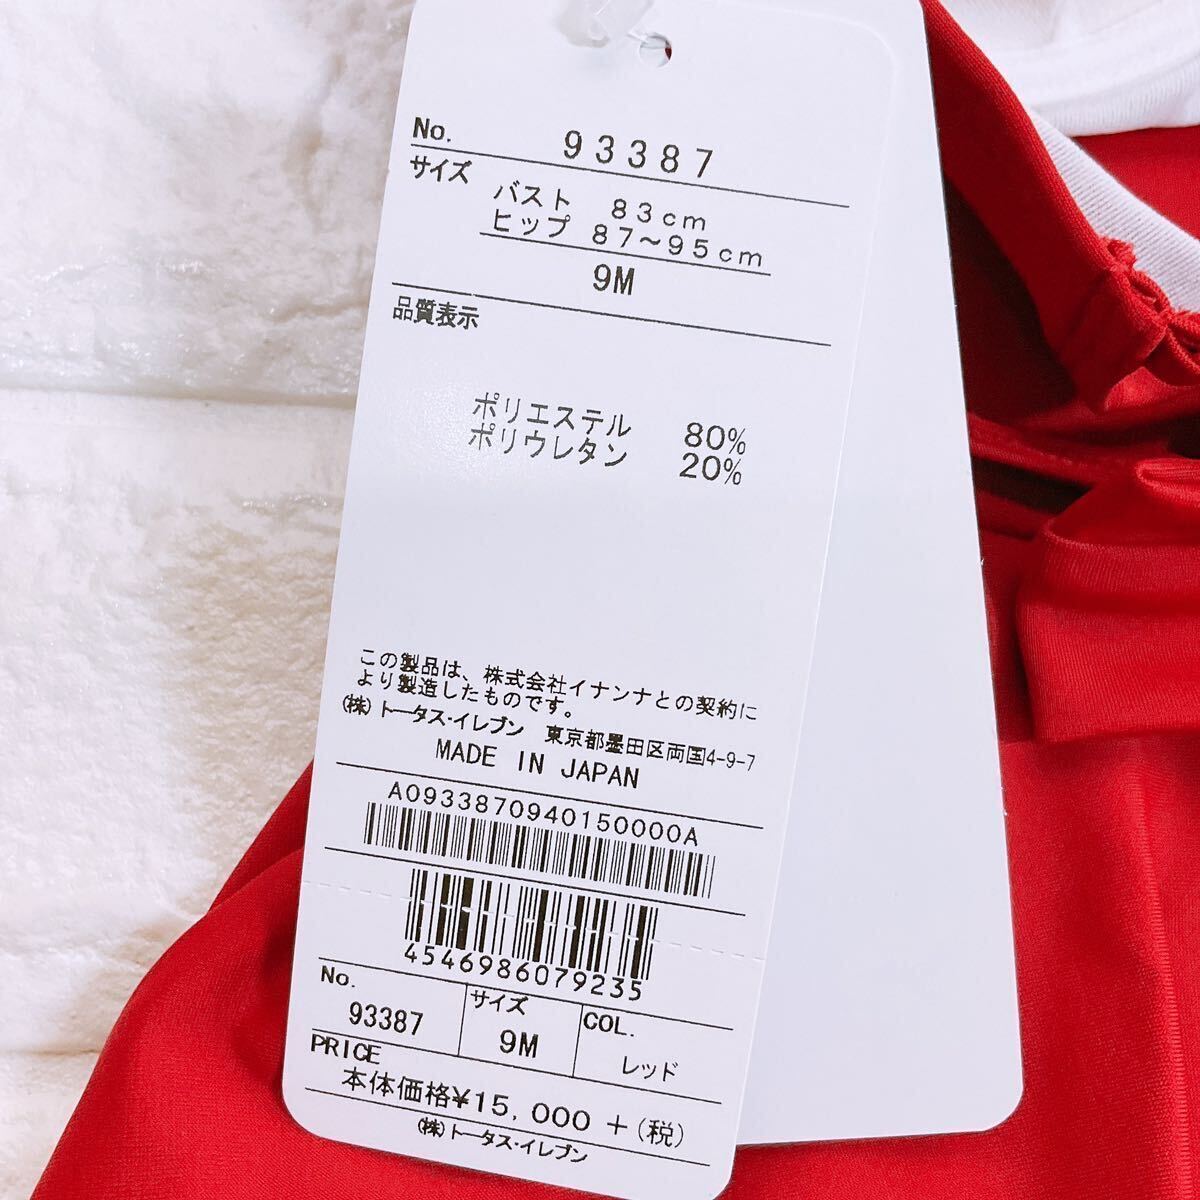 No. 93387
サイズ
バスト 83cm
ヒップ 87～95cm
9M
品質表示
ポリエステル 80%
ポリウレタン 20%
この製品は、株式会社イナンナとの契約に
より製造したものです。
(株)トータス・イレブン 東京都墨田区両国4-9-7
MADE IN JAPAN
A0933870940150000A
4546986079235
No. サイズ COL.
93387 9M レッド
PRICE
本体価格¥15,000 +(税)
(株)トータス・イレブン